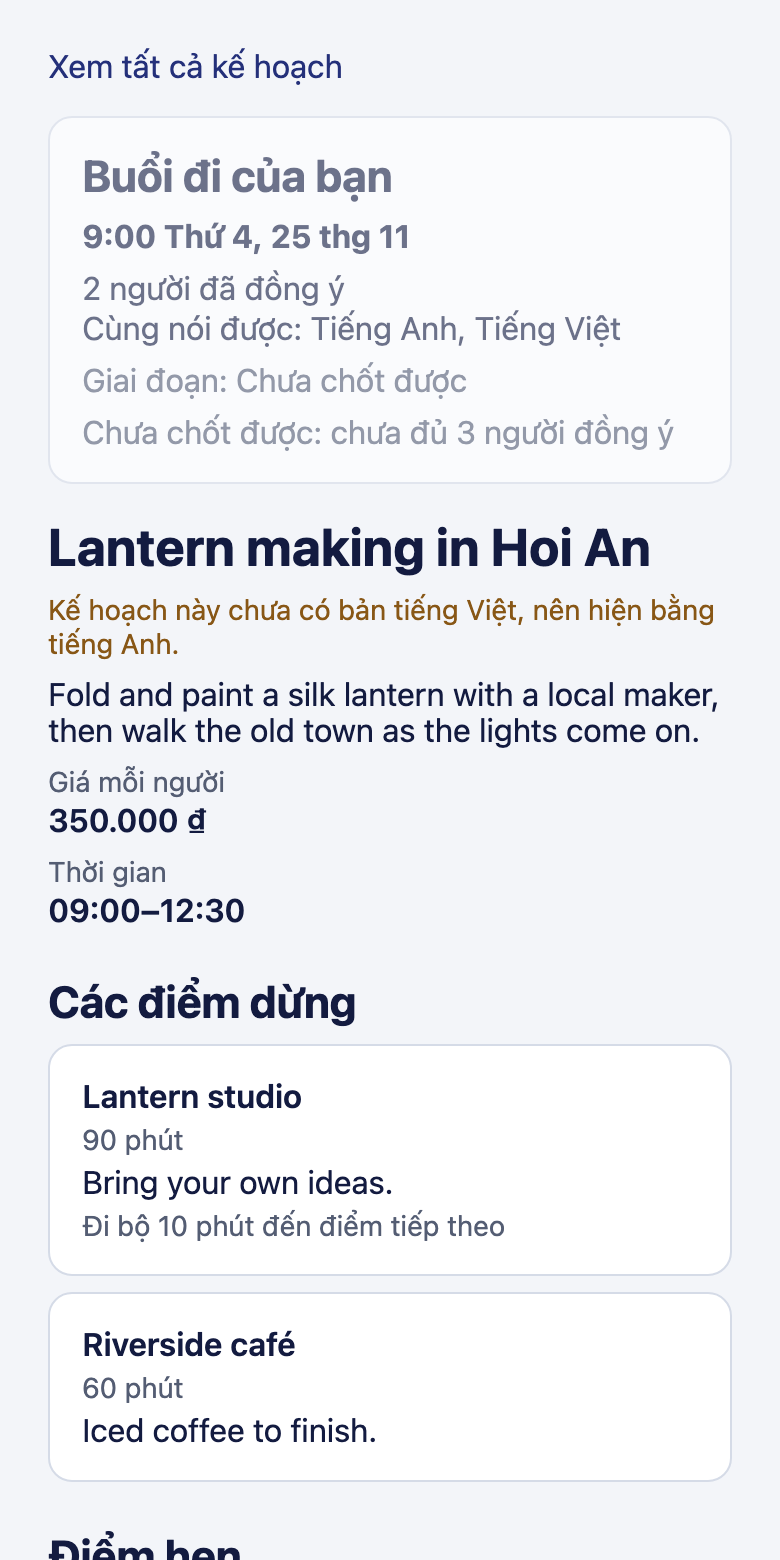 Xem tất cả kế hoạch
Buổi đi của bạn
9:00 Thứ 4, 25 thg 11
2 người đã đồng ý
Cùng nói được: Tiếng Anh, Tiếng Việt
Giai đoạn: Chưa chốt được
Chưa chốt được: chưa đủ 3 người đồng ý
Lantern making in Hoi An
Kế hoạch này chưa có bản tiếng Việt, nên hiện bằng
tiếng Anh.
Fold and paint a silk lantern with a local maker,
then walk the old town as the lights come on.
Giá mỗi người
350.000 ₫
Thời gian
09:00–12:30
Các điểm dừng
Lantern studio
90 phút
Bring your own ideas.
Đi bộ 10 phút đến điểm tiếp theo
Riverside café
60 phút
Iced coffee to finish.
Điểm hẹn